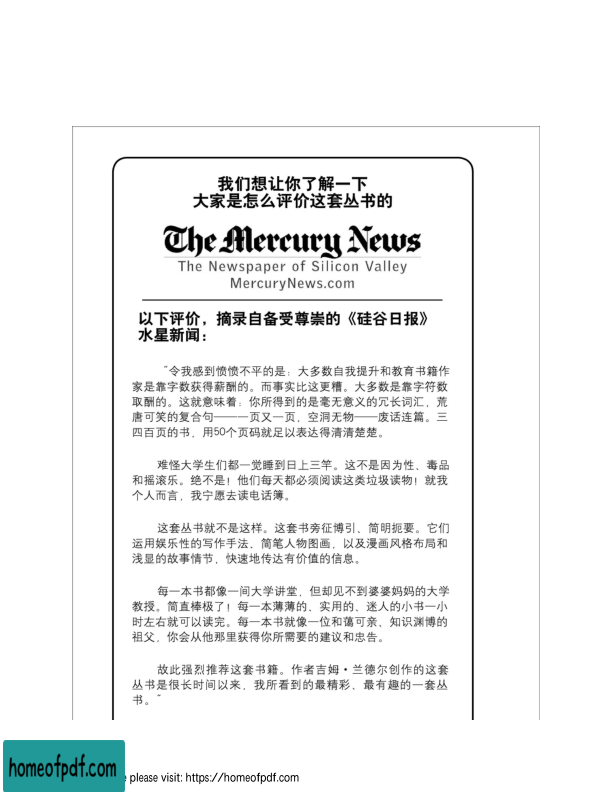 我们想让你了解一下
大家是怎么评价这套丛书的
The Mercury News
The Newspaper of Silicon Valley
MercuryNews.com
以下评价，摘录自备受尊崇的《硅谷日报》
水星新闻：
“令我感到愤愤不平的是：大多数自我提升和教育书籍作
家是靠字数获得薪酬的。而事实比这更糟。大多数是靠字符数
取酬的。这就意味着：你所得到的是毫无意义的冗长词汇，荒
唐可笑的复合句———一页又一页，空洞无物——废话连篇。三
四百页的书，用50个页码就足以表达得清清楚楚。
难怪大学生们都一觉睡到日上三竿。这不是因为性、毒品
和摇滚乐。绝不是！他们每天都必须阅读这类垃圾读物！就我
个人而言，我宁愿去读电话簿。
这套丛书就不是这样。这套书旁征博引、简明扼要。它们
运用娱乐性的写作手法、简笔人物图画，以及漫画风格布局和
浅显的故事情节，快速地传达有价值的信息。
每一本书都像一间大学讲堂，但却见不到婆婆妈妈的大学
教授。简直棒极了！每一本薄薄的、实用的、迷人的小书一小
时左右就可以读完。每一本书就像一位和蔼可亲、知识渊博的
祖父，你会从他那里获得你所需要的建议和忠告。
故此强烈推荐这套书籍。作者吉姆·兰德尔创作的这套
丛书是很长时间以来，我所看到的最精彩，最有趣的一套丛
书。”
homeofpdf.com
please visit: https://homeofpdf.com